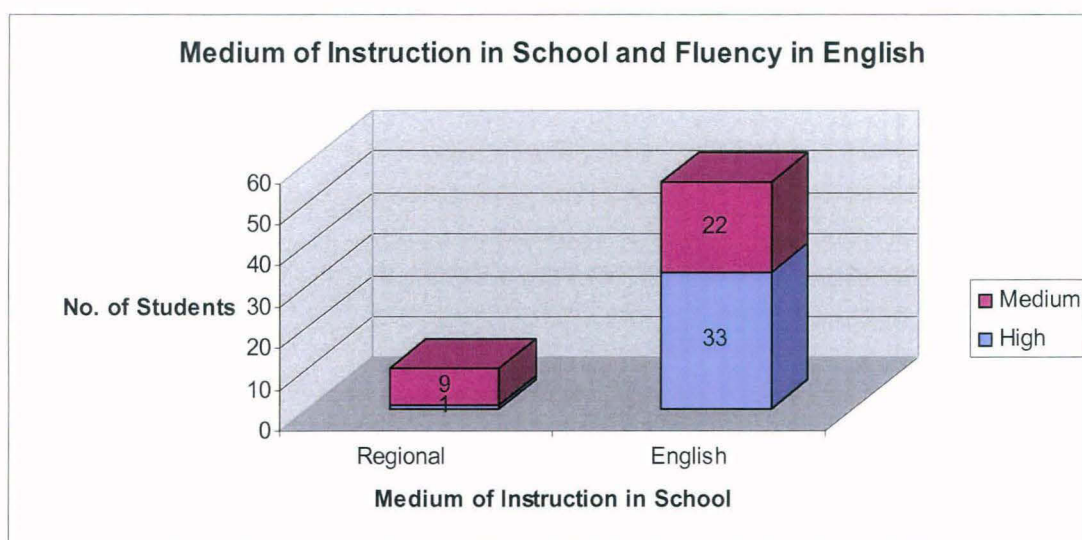 Medium of Instruction in School and Fluency in English
60
50
40
30
20
10
0
No. of Students
9
1
22
33
Regional
English
Medium of Instruction in School
Medium
High